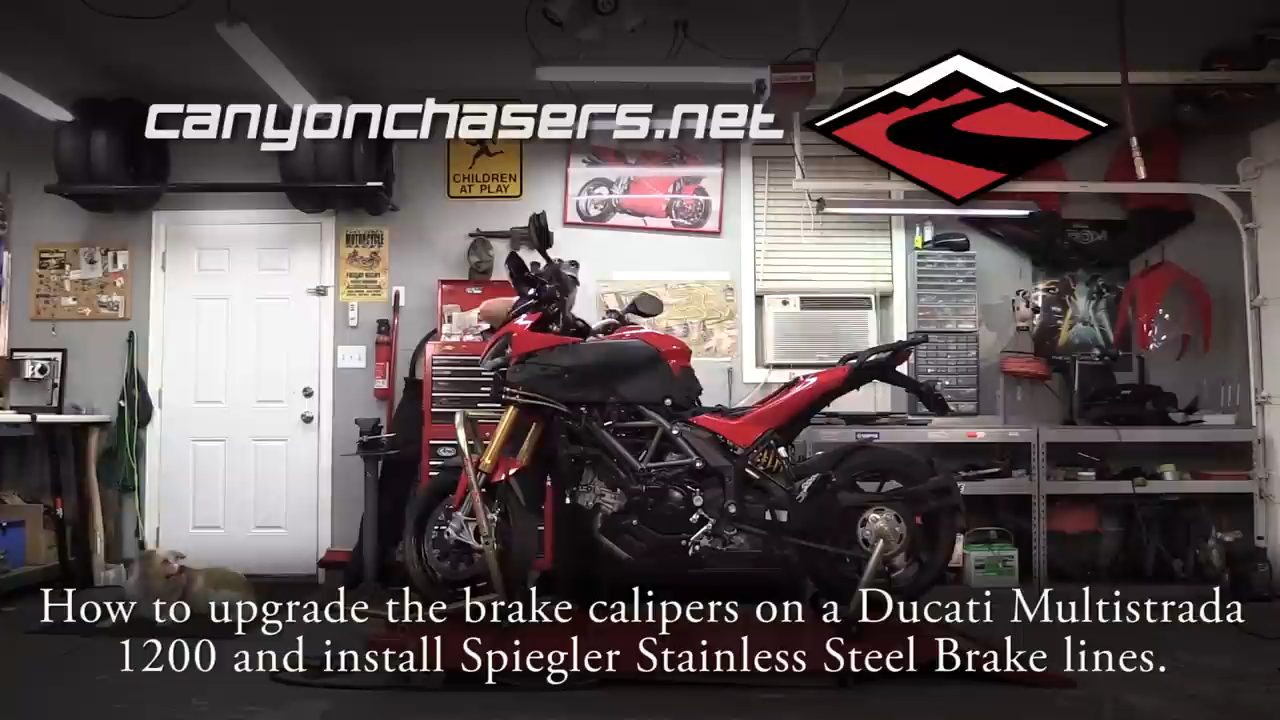 canyonchasers.net
CHILDREN
AT PLAY
MOTORCYCLE
How to upgrade the brake calipers on a Ducati Multistrada
1200 and install Spiegler Stainless Steel Brake lines.